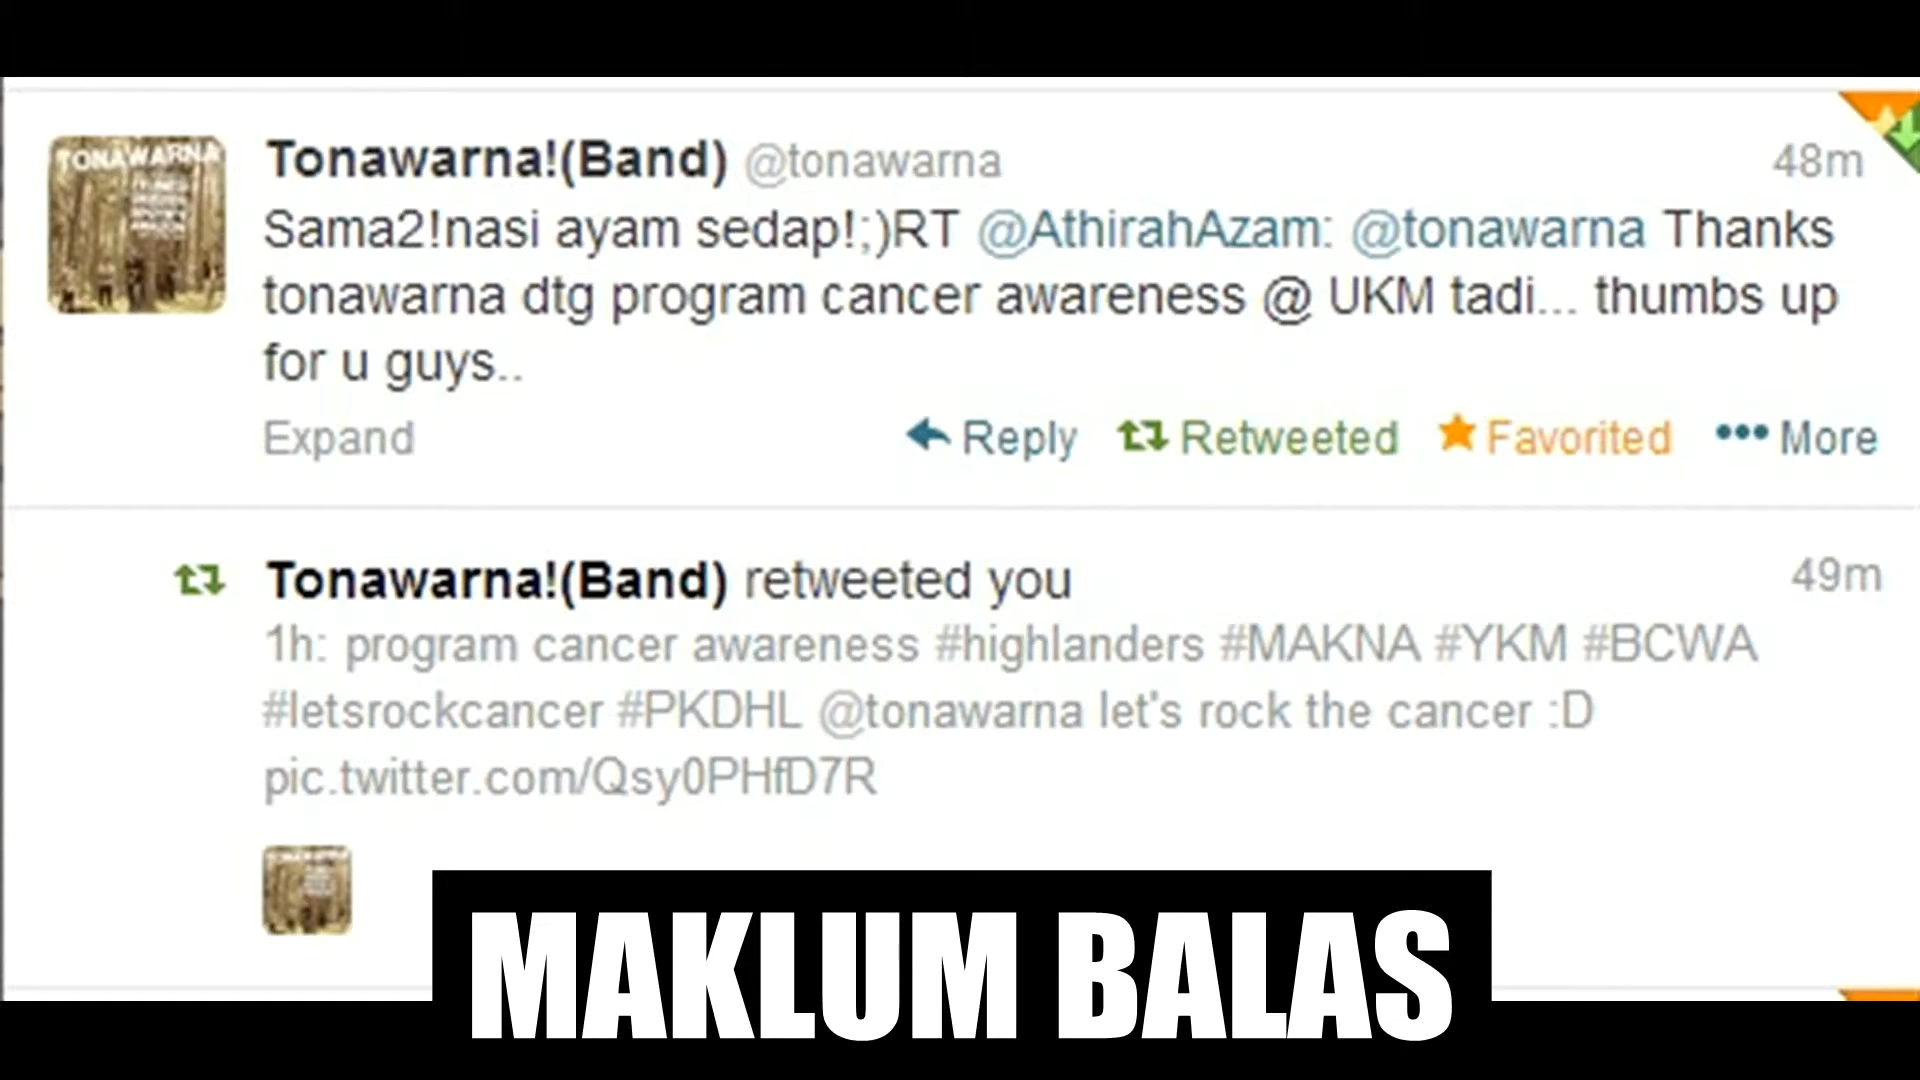 TONAWARNA
Tonawarna!(Band) @tonawarna 48m
Sama2!nasi ayam sedap!;)RT @AthirahAzam: @tonawarna Thanks
tonawarna dtg program cancer awareness @ UKM tadi... thumbs up
for u guys..
Expand Reply Retweeted Favorited More
Tonawarna!(Band) retweeted you 49m
1h: program cancer awareness #highlanders #MAKNA #YKM #BCWA
#letsrockcancer #PKDHL @tonawarna let's rock the cancer :D
pic.twitter.com/Qsy0PHfD7R
MAKLUM BALAS